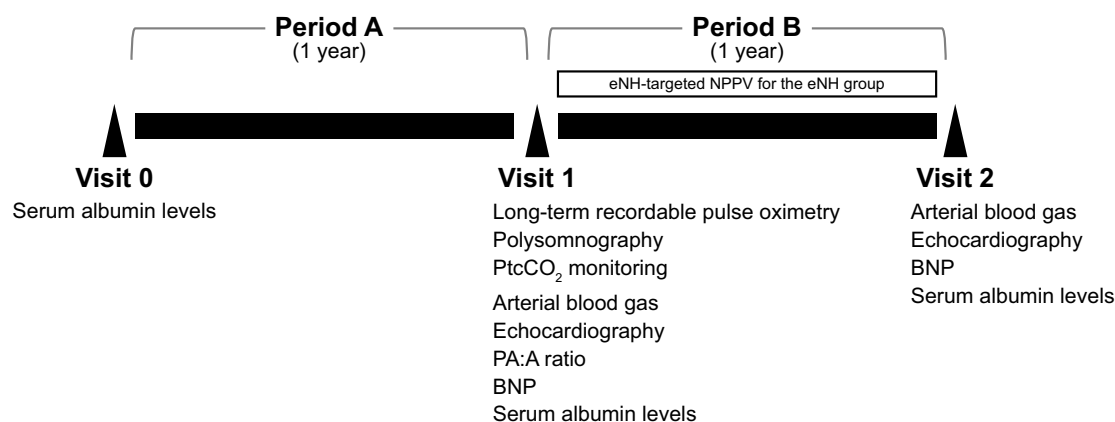 Period A
(1 year)
Period B
(1 year)
eNH-targeted NPPV for the eNH group
Visit 0
Serum albumin levels
Visit 1
Long-term recordable pulse oximetry
Polysomnography
PtcCO2 monitoring
Arterial blood gas
Echocardiography
PA:A ratio
BNP
Serum albumin levels
Visit 2
Arterial blood gas
Echocardiography
BNP
Serum albumin levels